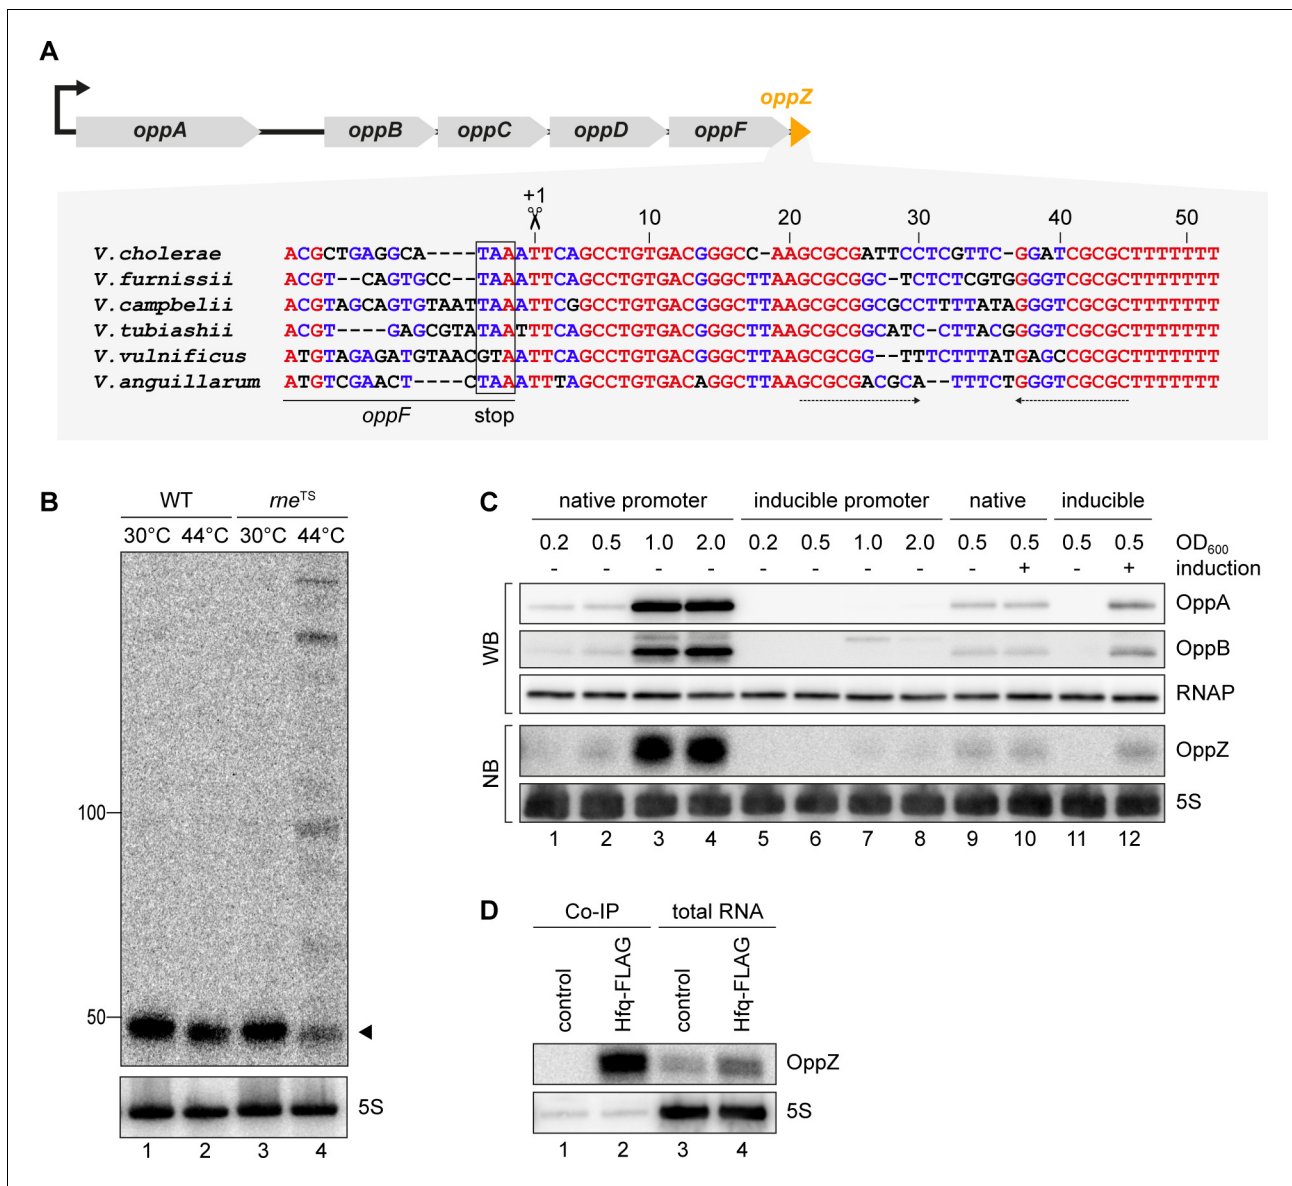 A
oppZ
oppA oppB oppC oppD oppF
+1
10 20 30 40 50
V.cholerae ACGCTGAGGCA----TAAATTCAGCCTGTGACGGGCC-AAGCGCGATTCCTCGTTC-GGATCGCGCTTTTTTT
V.furnissii ACGT--CAGTGCC--TAAATTCAGCCTGTGACGGGCTTAAGCGCGGC-TCTCTCGTGGGGTCGCGCTTTTTTT
V.campbelii ACGTAGCAGTGTAATTAAATTCGGCCTGTGACGGGCTTAAGCGCGGCGCCTTTTATAGGGTCGCGCTTTTTTT
V.tubiashii ACGT----GAGCGTATAATTTCAGCCTGTGACGGGCTTAAGCGCGGCATC-CTTACGGGGTCGCGCTTTTTTT
V.vulnificus ATGTAGAGATGTAACGTAATTCAGCCTGTGACGGGCTTAAGCGCGG--TTTCTTTATGAGCCGCGCTTTTTTT
V.anguillarum ATGTCGAACT----CTAAATTTAGCCTGTGACAGGCTTAAGCGCGACGCA--TTTCTGGGTCGCGCTTTTTTT
oppF stop
B
WT rneTS
30°C 44°C 30°C 44°C
100
50
5S
1 2 3 4
C
native promoter inducible promoter native inducible
0.2 0.5 1.0 2.0 0.2 0.5 1.0 2.0 0.5 0.5 0.5 0.5 OD600
- - - - - - - - - + - + induction
WB
OppA
OppB
RNAP
NB
OppZ
5S
1 2 3 4 5 6 7 8 9 10 11 12
D
Co-IP total RNA
control Hfq-FLAG control Hfq-FLAG
OppZ
5S
1 2 3 4